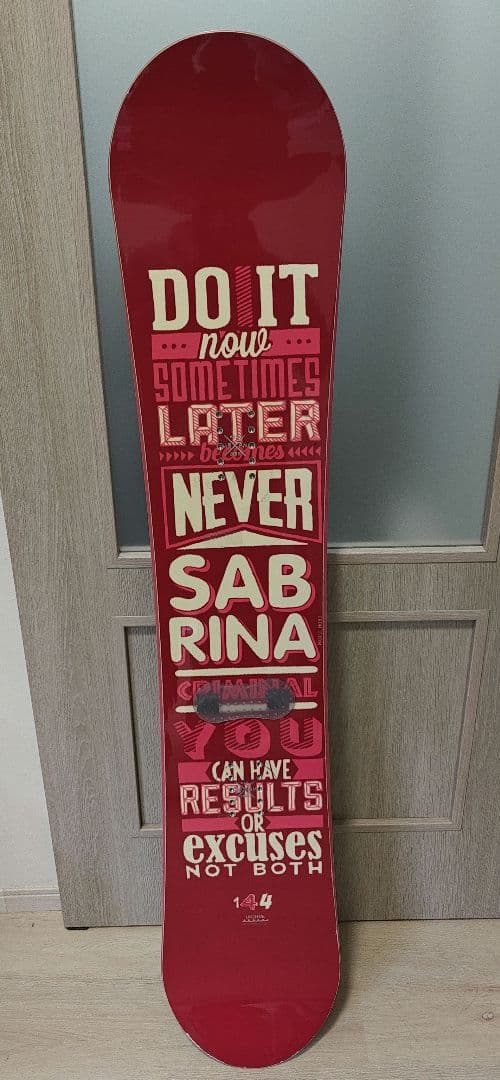 DO IT
now
SOMETIMES
LATER
becomes
NEVER
SAB
RINA
CRIMINAL
YOU
CAN HAVE
RESULTS
OR
excuses
NOT BOTH
144